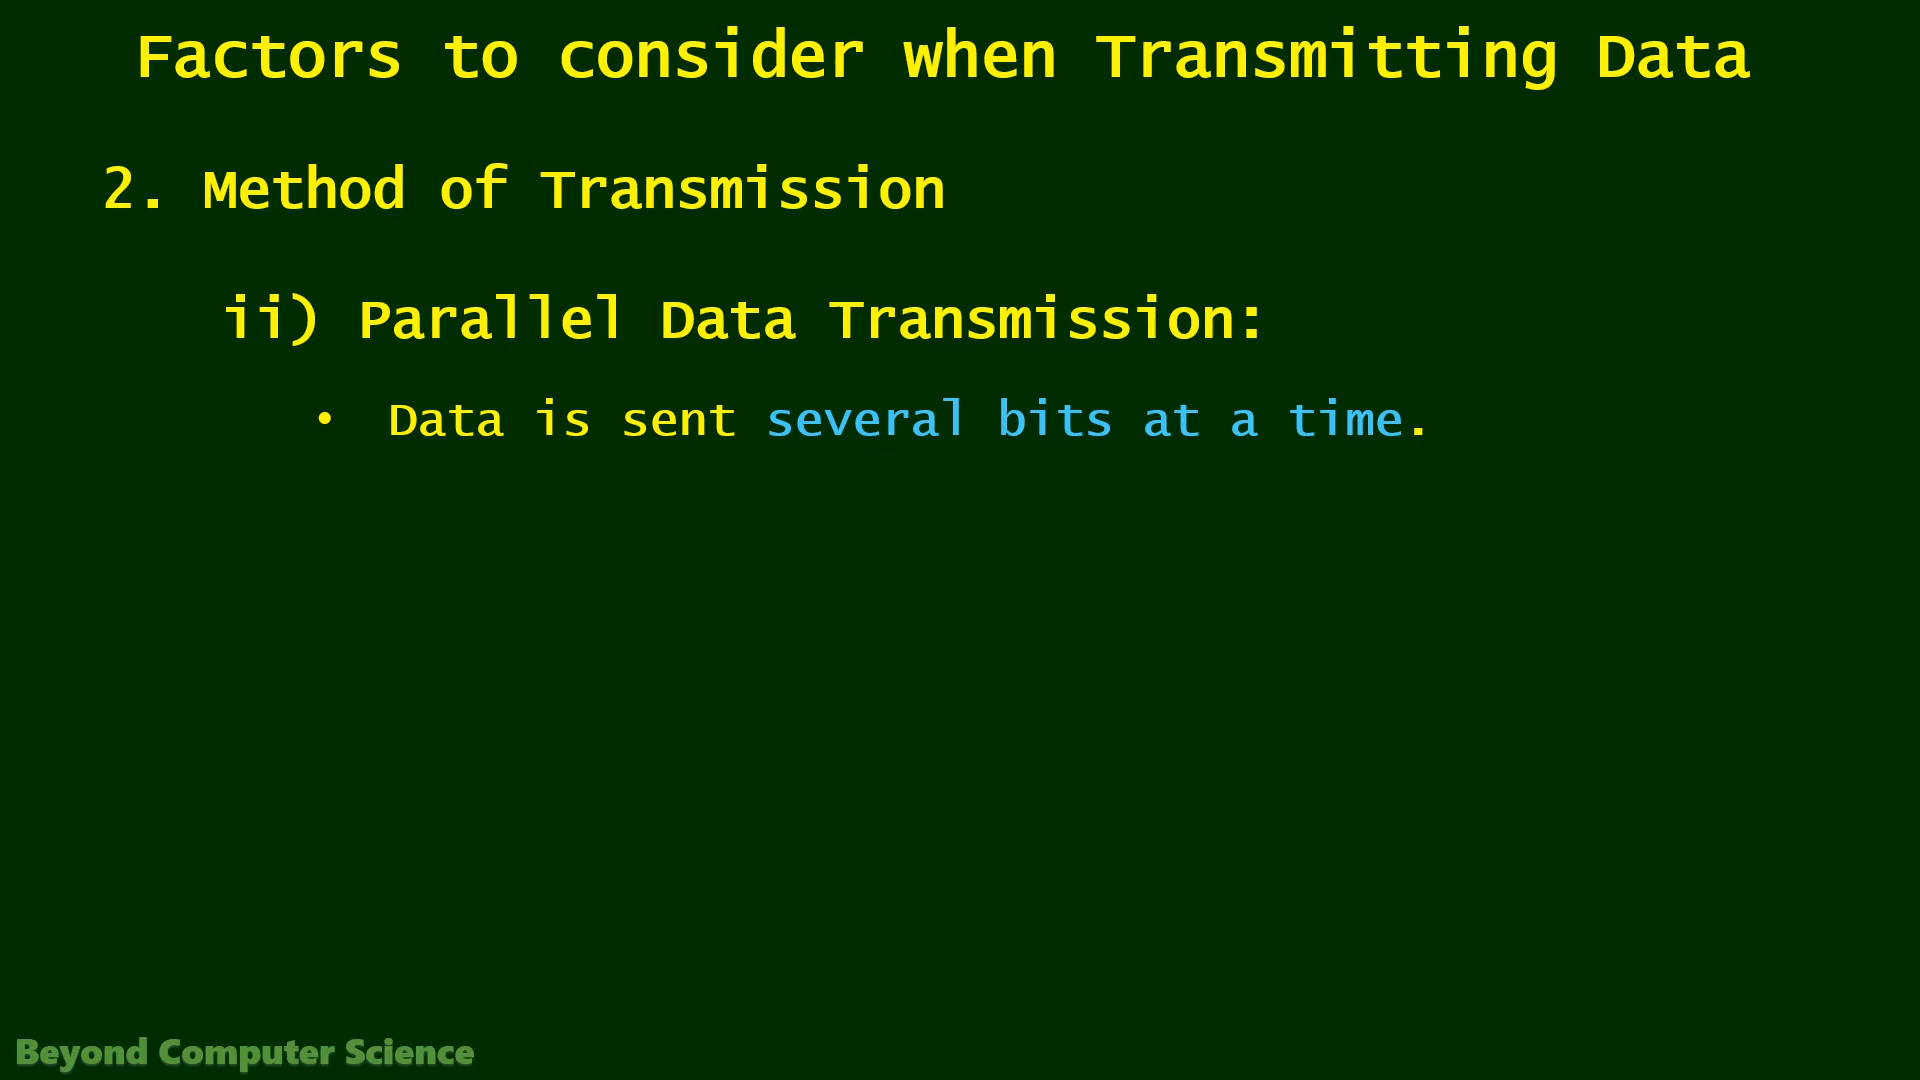 Factors to consider when Transmitting Data
2. Method of Transmission
ii) Parallel Data Transmission:
• Data is sent several bits at a time.
Beyond Computer Science